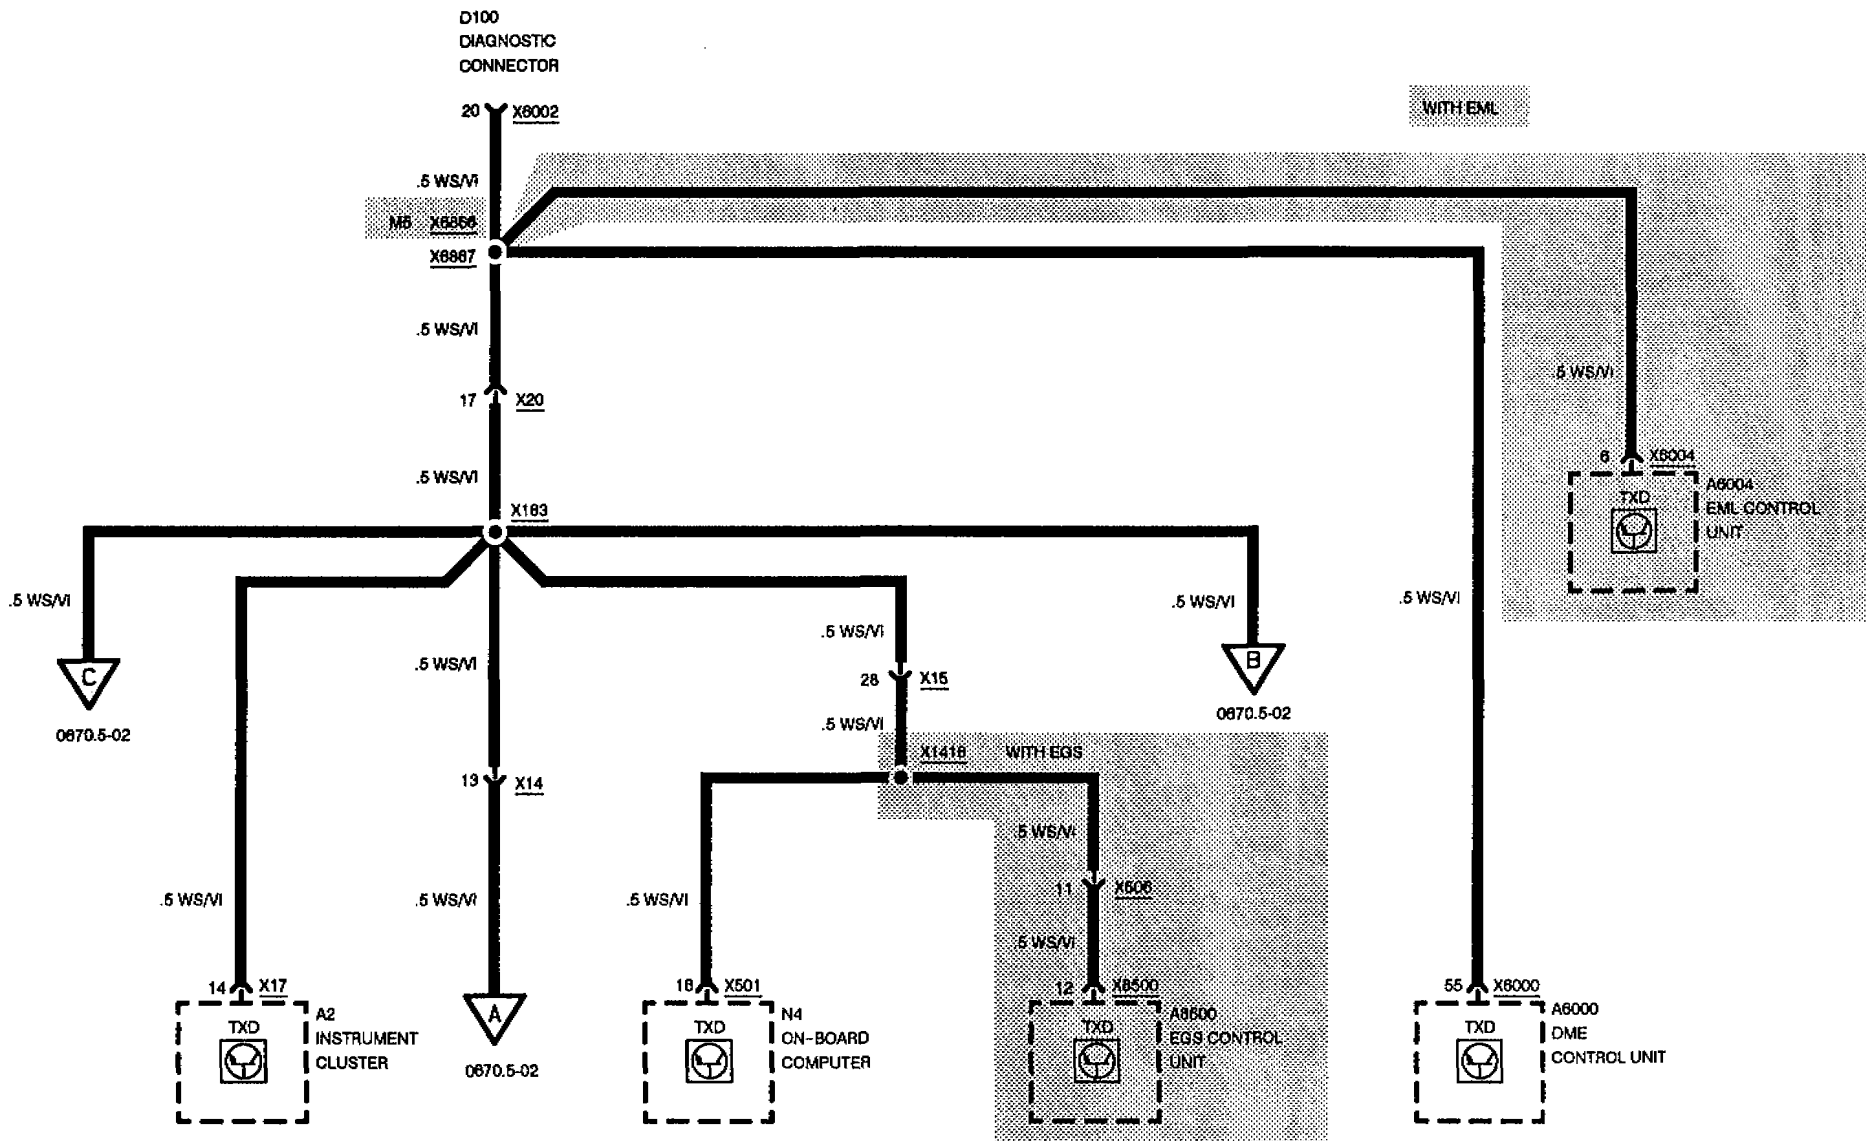 D100
DIAGNOSTIC
CONNECTOR
20 X6002
WITH EML
.5 WS/VI
M5 X6866
X6867
.5 WS/VI
.5 WS/VI
17 X20
6 X6004
.5 WS/VI
A6004
EML CONTROL
UNIT
TXD
X183
.5 WS/VI
.5 WS/VI
.5 WS/VI
.5 WS/VI
.5 WS/VI
C
0670.5-02
28 X15
B
0670.5-02
.5 WS/VI
X1418 WITH EGS
13 X14
.5 WS/VI
11 X506
.5 WS/VI
.5 WS/VI
.5 WS/VI
.5 WS/VI
14 X17
A2
INSTRUMENT
CLUSTER
TXD
A
0670.5-02
18 X501
N4
ON-BOARD
COMPUTER
TXD
12 X8500
EGS CONTROL
UNIT
TXD
55 X6000
A6000
DME
CONTROL UNIT
TXD